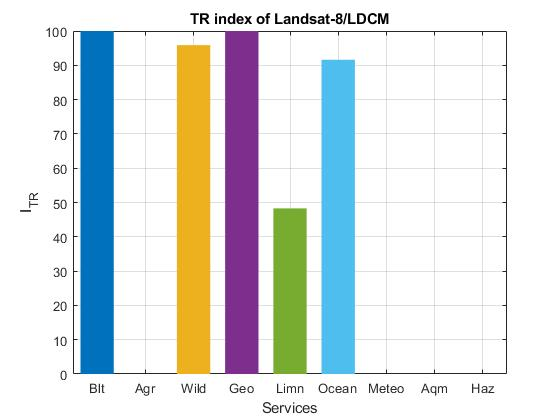 TR index of Landsat-8/LDCM
100
90
80
70
60
50
40
30
20
10
0
I_TR
Blt Agr Wild Geo Limn Ocean Meteo Aqm Haz
Services